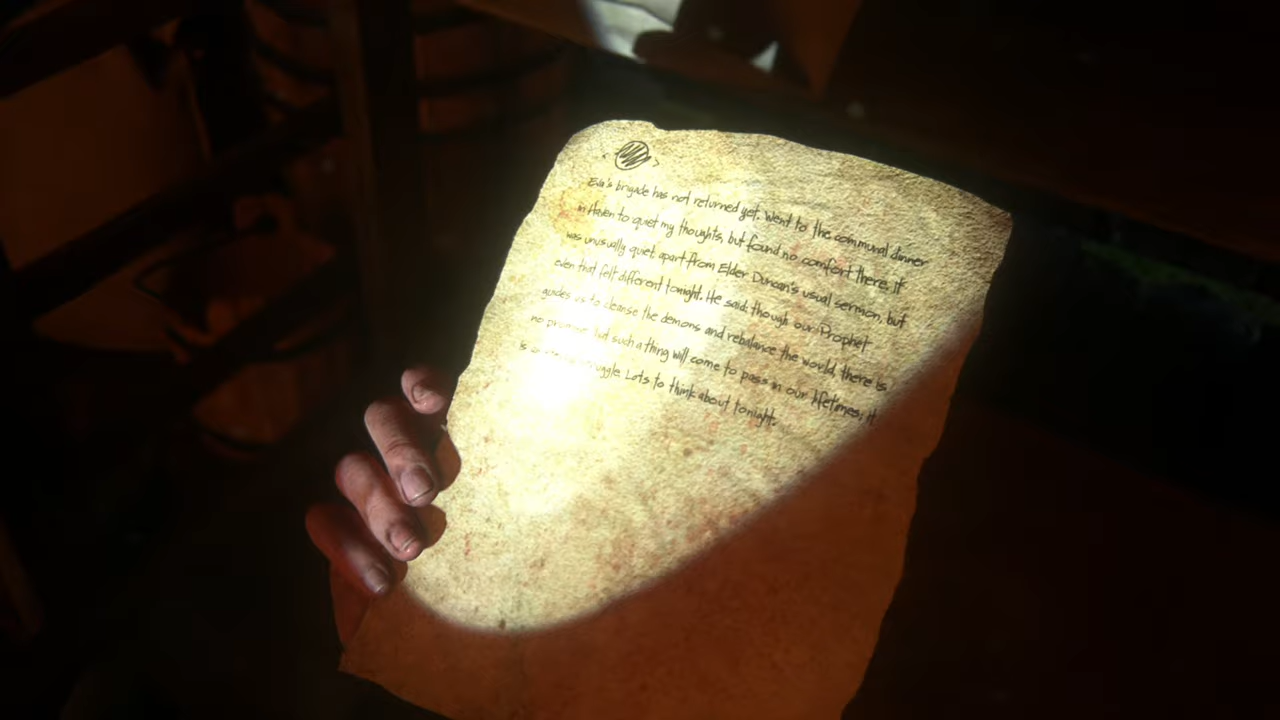 Eva's brigade has not returned yet. Went to the communal dinner
in Haven to quiet my thoughts, but found no comfort there. It
was unusually quiet apart from Elder Duncan's usual sermon, but
even that felt different tonight. He said: though our Prophet
guides us to cleanse the demons and rebalance the would, there is
no promise that such a thing will come to pass in our lifetimes; it
is struggle. Lots to think about tonight.